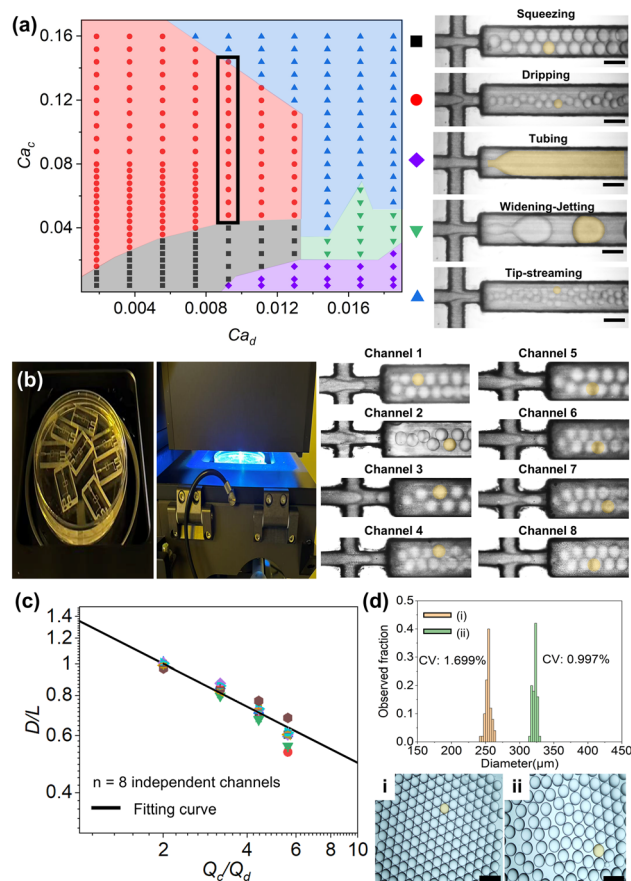 (a)
0.16
0.12
0.08
0.04
Ca_c
0.004
0.008
0.012
0.016
Ca_d
Squeezing
Dripping
Tubing
Widening-Jetting
Tip-streaming
(b)
Channel 1
Channel 2
Channel 3
Channel 4
Channel 5
Channel 6
Channel 7
Channel 8
(c)
1.4
1.2
1
0.8
0.6
0.4
D/L
n = 8 independent channels
Fitting curve
2
4
6
8
10
Q_c/Q_d
(d)
0.5
0.4
0.3
0.2
0.1
0.0
Observed fraction
(i)
(ii)
CV: 1.699%
CV: 0.997%
150
200
250
300
350
400
450
Diameter(μm)
i
ii